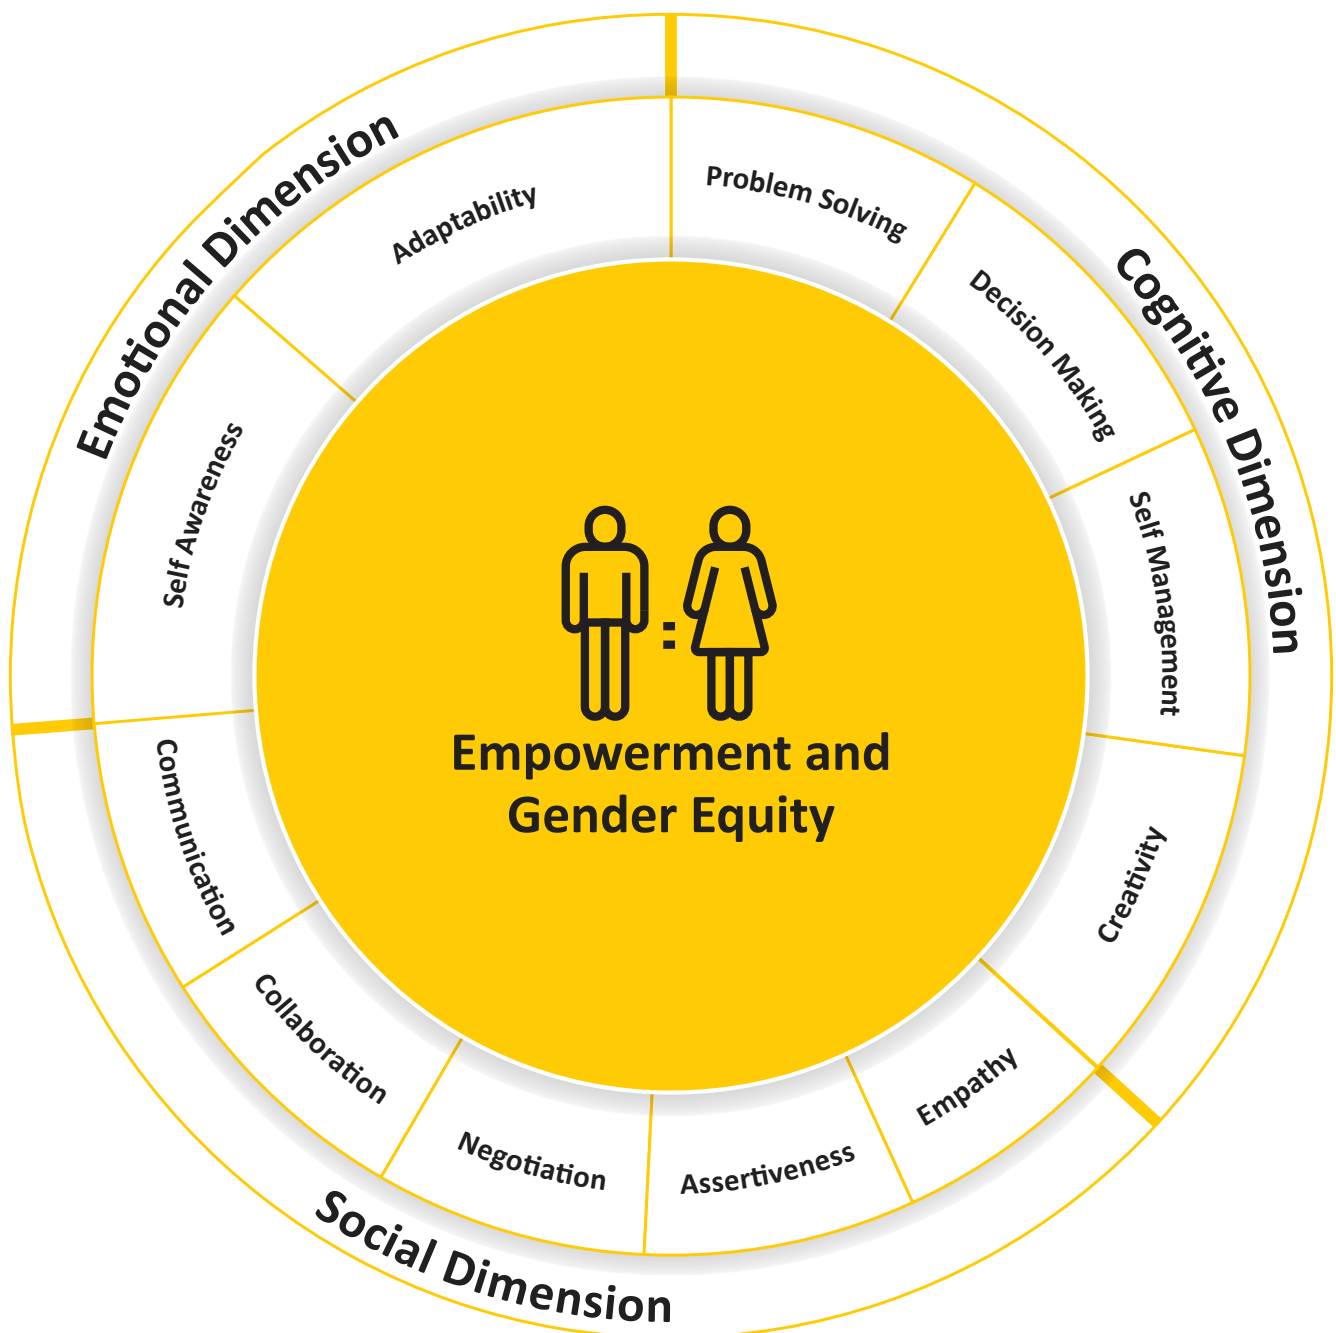 Emotional Dimension
Cognitive Dimension
Social Dimension
Adaptability
Problem Solving
Decision Making
Self Management
Creativity
Empathy
Assertiveness
Negotiation
Collaboration
Communication
Self Awareness
Empowerment and
Gender Equity